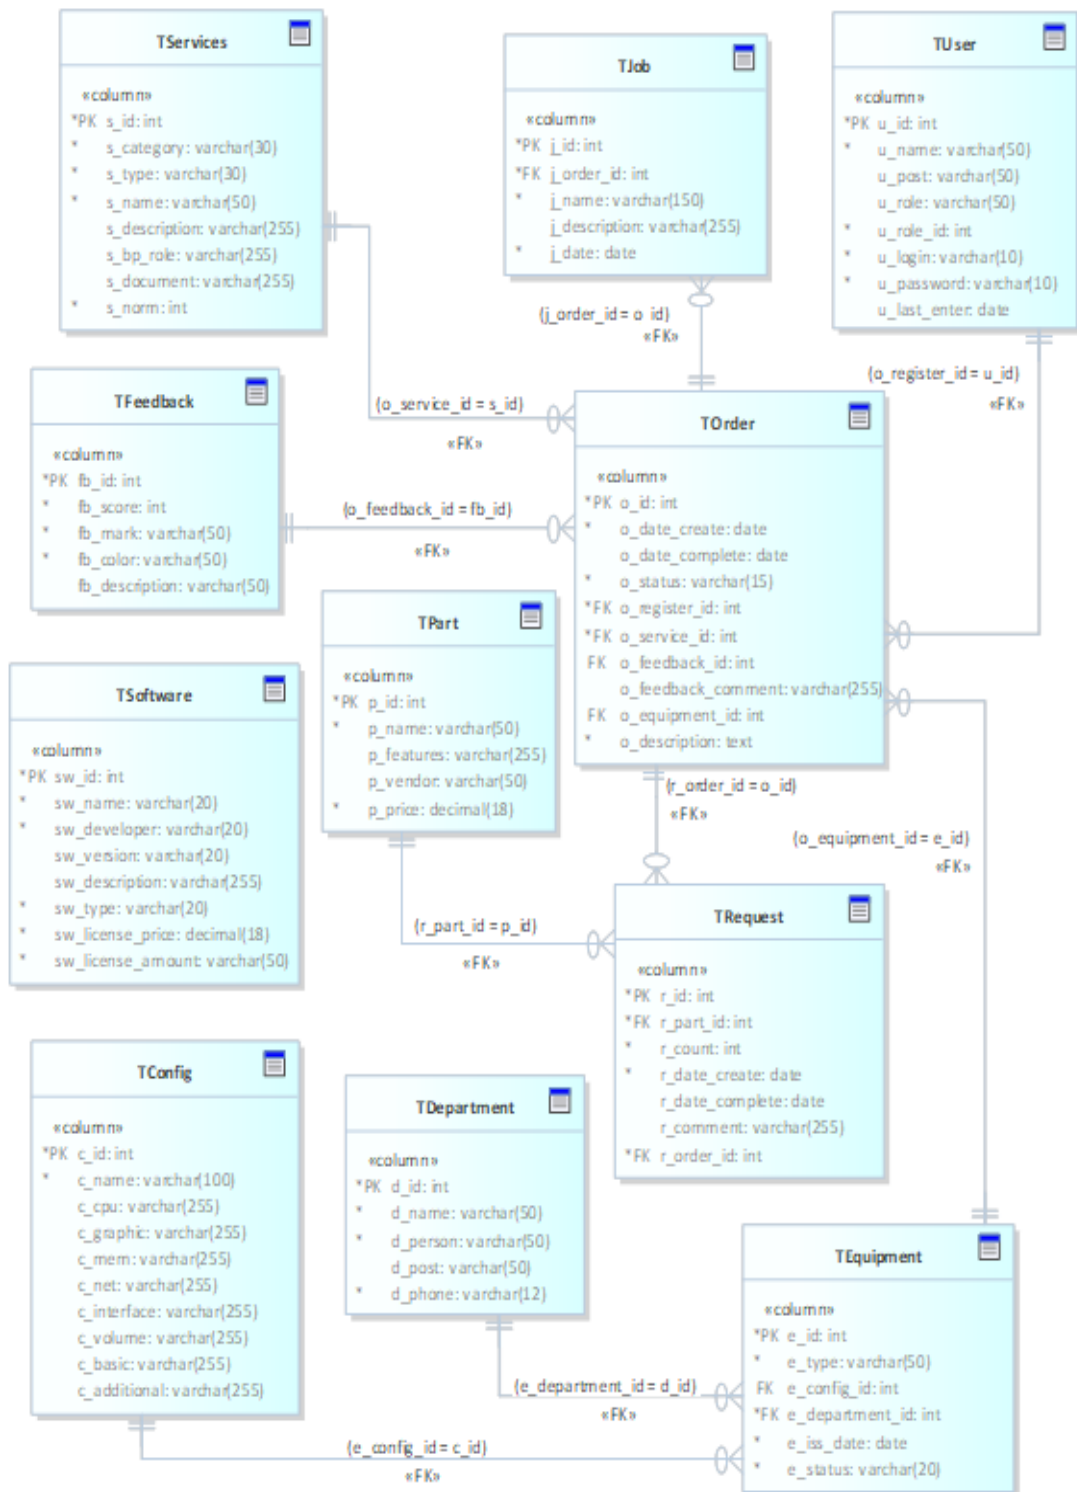 TServices
«column»
*PK s_id: int
* s_category: varchar(30)
* s_type: varchar(30)
* s_name: varchar(50)
s_description: varchar(255)
s_bp_role: varchar(255)
s_document: varchar(255)
* s_norm: int
TJob
«column»
*PK j_id: int
*FK j_order_id: int
* j_name: varchar(150)
j_description: varchar(255)
* j_date: date
TUser
«column»
*PK u_id: int
* u_name: varchar(50)
u_post: varchar(50)
u_role: varchar(50)
* u_role_id: int
* u_login: varchar(10)
* u_password: varchar(10)
u_last_enter: date
(j_order_id = o_id)
«FK»
(o_register_id = u_id)
«FK»
(o_service_id = s_id)
«FK»
TFeedback
«column»
*PK fb_id: int
* fb_score: int
* fb_mark: varchar(50)
* fb_color: varchar(50)
fb_description: varchar(50)
(o_feedback_id = fb_id)
«FK»
TOrder
«column»
*PK o_id: int
* o_date_create: date
o_date_complete: date
* o_status: varchar(15)
*FK o_register_id: int
*FK o_service_id: int
FK o_feedback_id: int
o_feedback_comment: varchar(255)
FK o_equipment_id: int
* o_description: text
TPart
«column»
*PK p_id: int
* p_name: varchar(50)
p_features: varchar(255)
p_vendor: varchar(50)
* p_price: decimal(18)
TSoftware
«column»
*PK sw_id: int
* sw_name: varchar(20)
* sw_developer: varchar(20)
sw_version: varchar(20)
sw_description: varchar(255)
* sw_type: varchar(20)
* sw_license_price: decimal(18)
* sw_license_amount: varchar(50)
(r_order_id = o_id)
«FK»
(o_equipment_id = e_id)
«FK»
(r_part_id = p_id)
«FK»
TRequest
«column»
*PK r_id: int
*FK r_part_id: int
* r_count: int
* r_date_create: date
r_date_complete: date
r_comment: varchar(255)
*FK r_order_id: int
TConfig
«column»
*PK c_id: int
* c_name: varchar(100)
c_cpu: varchar(255)
c_graphic: varchar(255)
c_mem: varchar(255)
c_net: varchar(255)
c_interface: varchar(255)
c_volume: varchar(255)
c_basic: varchar(255)
c_additional: varchar(255)
TDepartment
«column»
*PK d_id: int
* d_name: varchar(50)
* d_person: varchar(50)
d_post: varchar(50)
* d_phone: varchar(12)
TEquipment
«column»
*PK e_id: int
* e_type: varchar(50)
FK e_config_id: int
*FK e_department_id: int
* e_iss_date: date
* e_status: varchar(20)
(e_department_id = d_id)
«FK»
(e_config_id = c_id)
«FK»